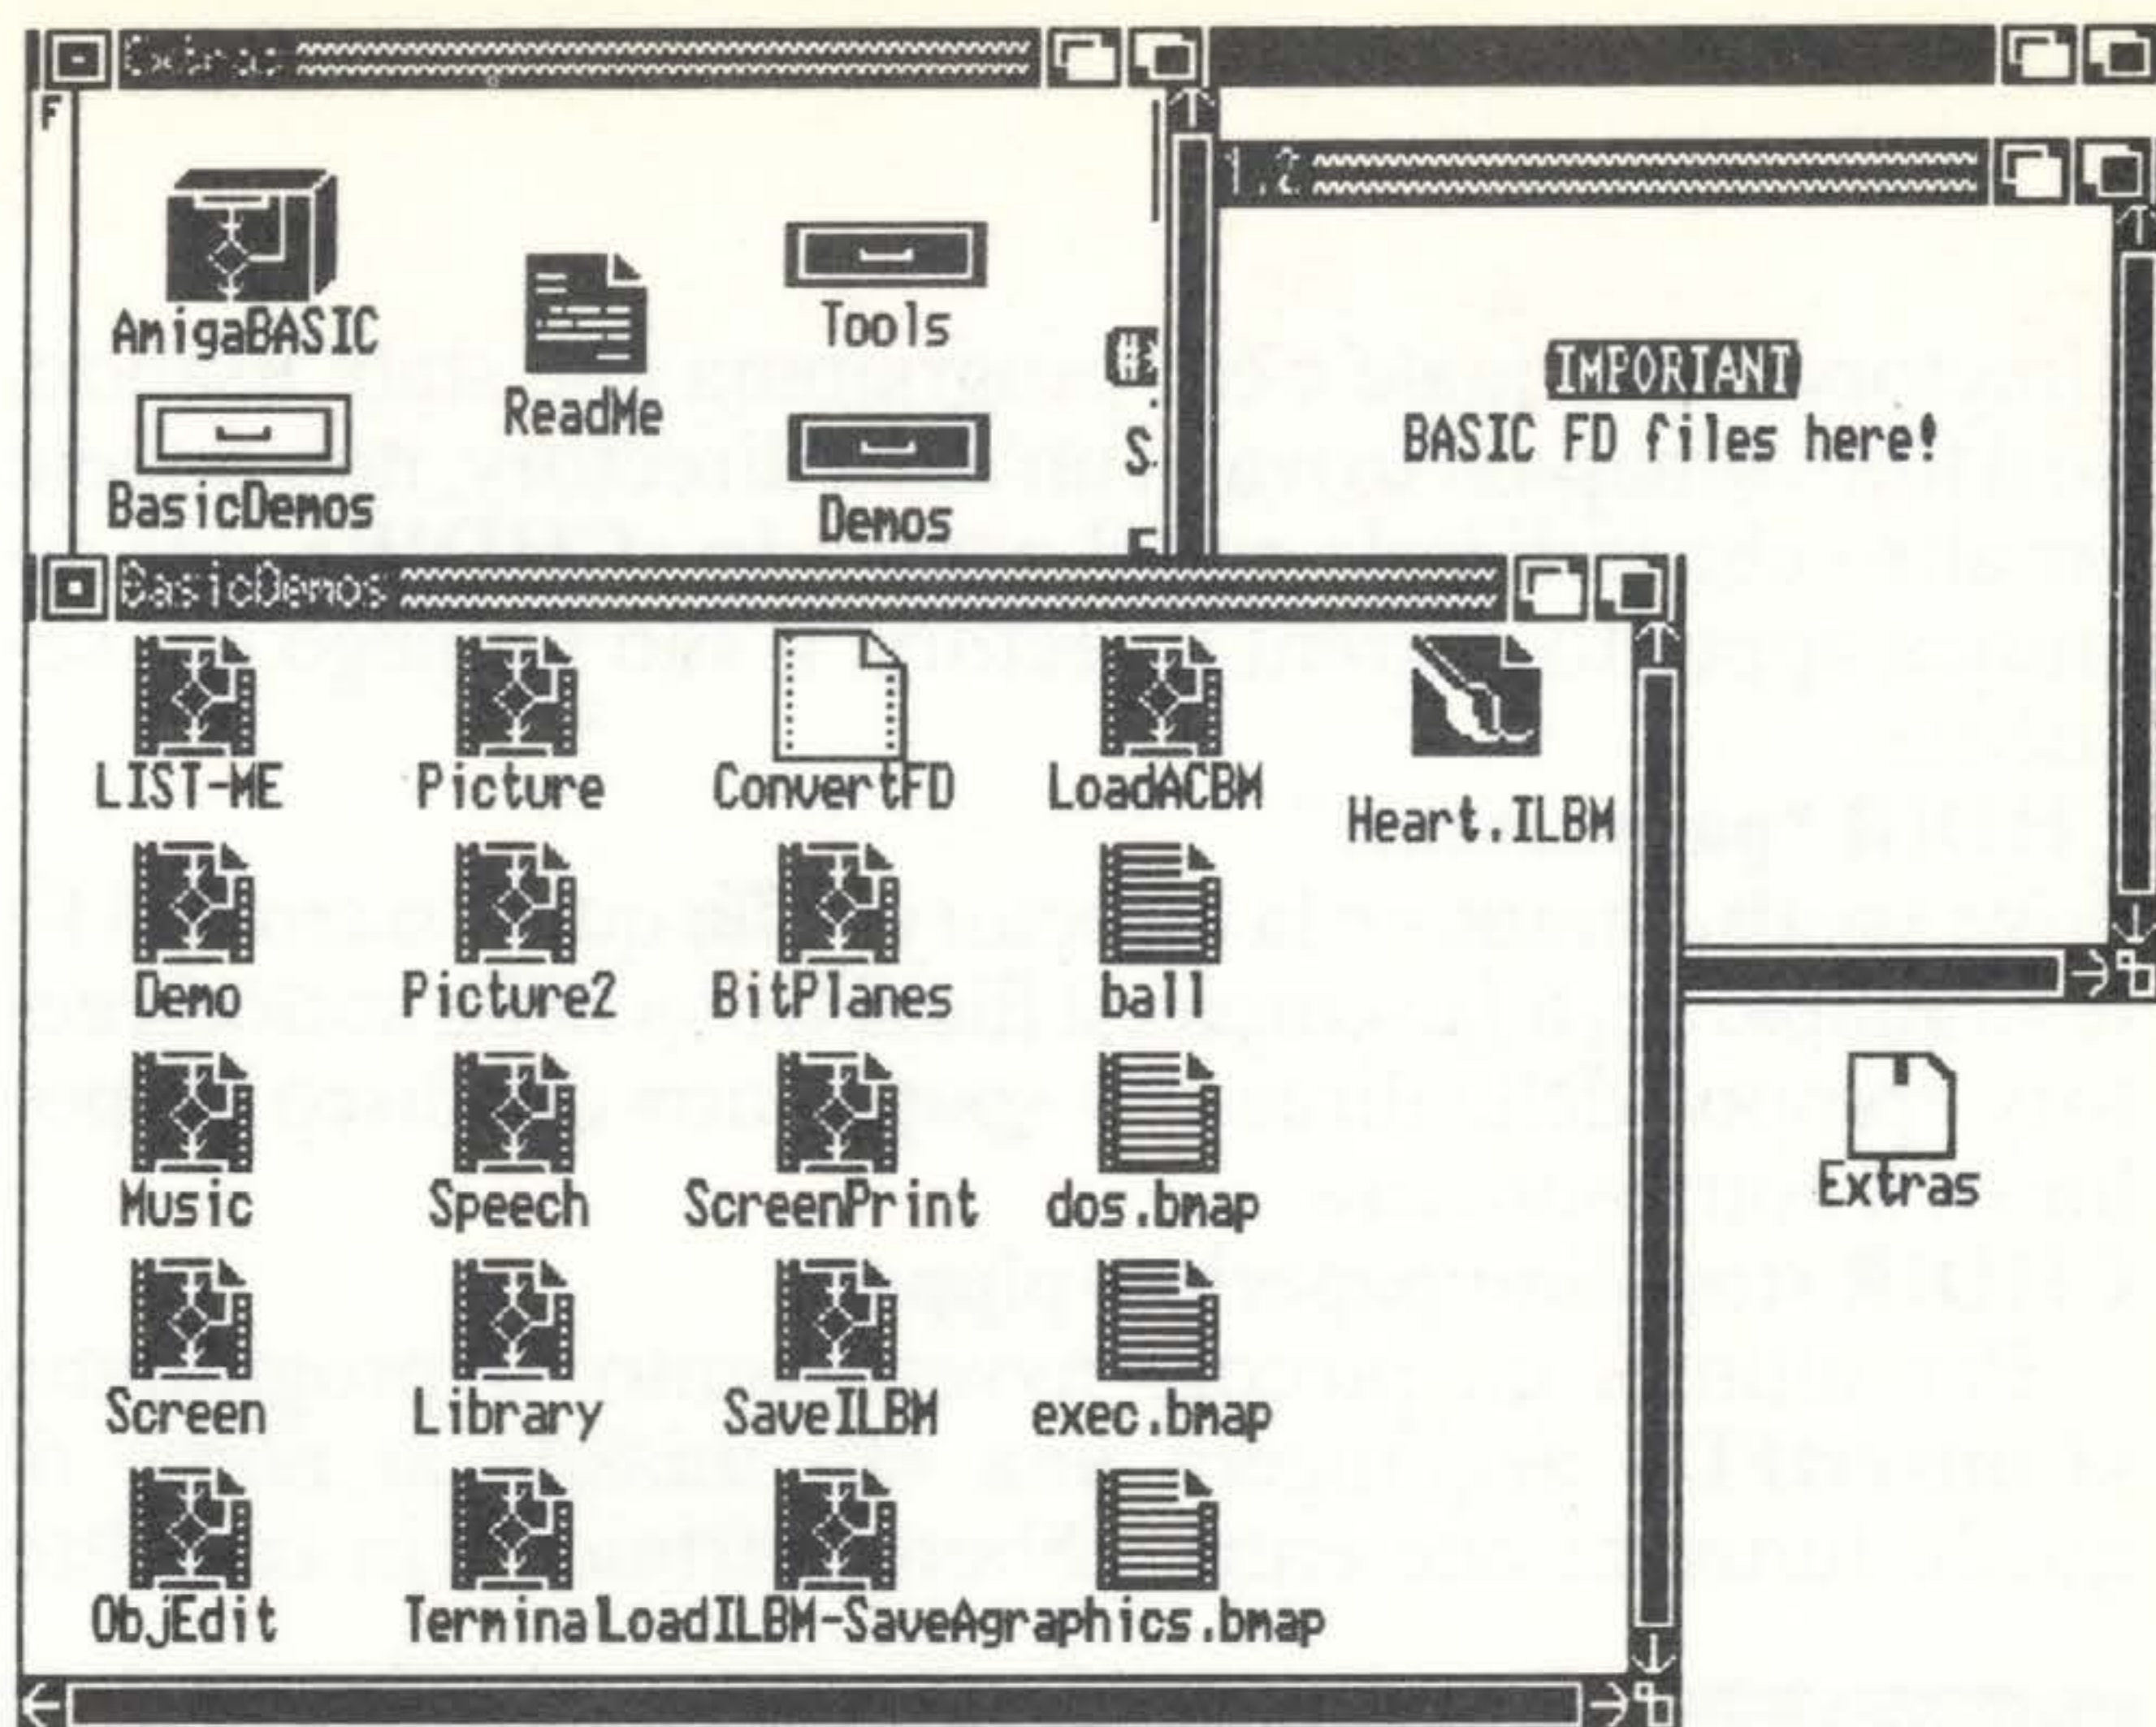 Extras
F
AmigaBASIC
ReadMe
Tools
BasicDemos
Demos
S.
1.2
IMPORTANT
BASIC FD files here!
BasicDemos
LIST-ME Picture ConvertFD LoadACBM Heart.ILBM
Demo Picture2 BitPlanes ball
Music Speech ScreenPrint dos.bmap
Screen Library SaveILBM exec.bmap
ObjEdit TerminaLoadILBM-SaveAgraphics.bmap
Extras